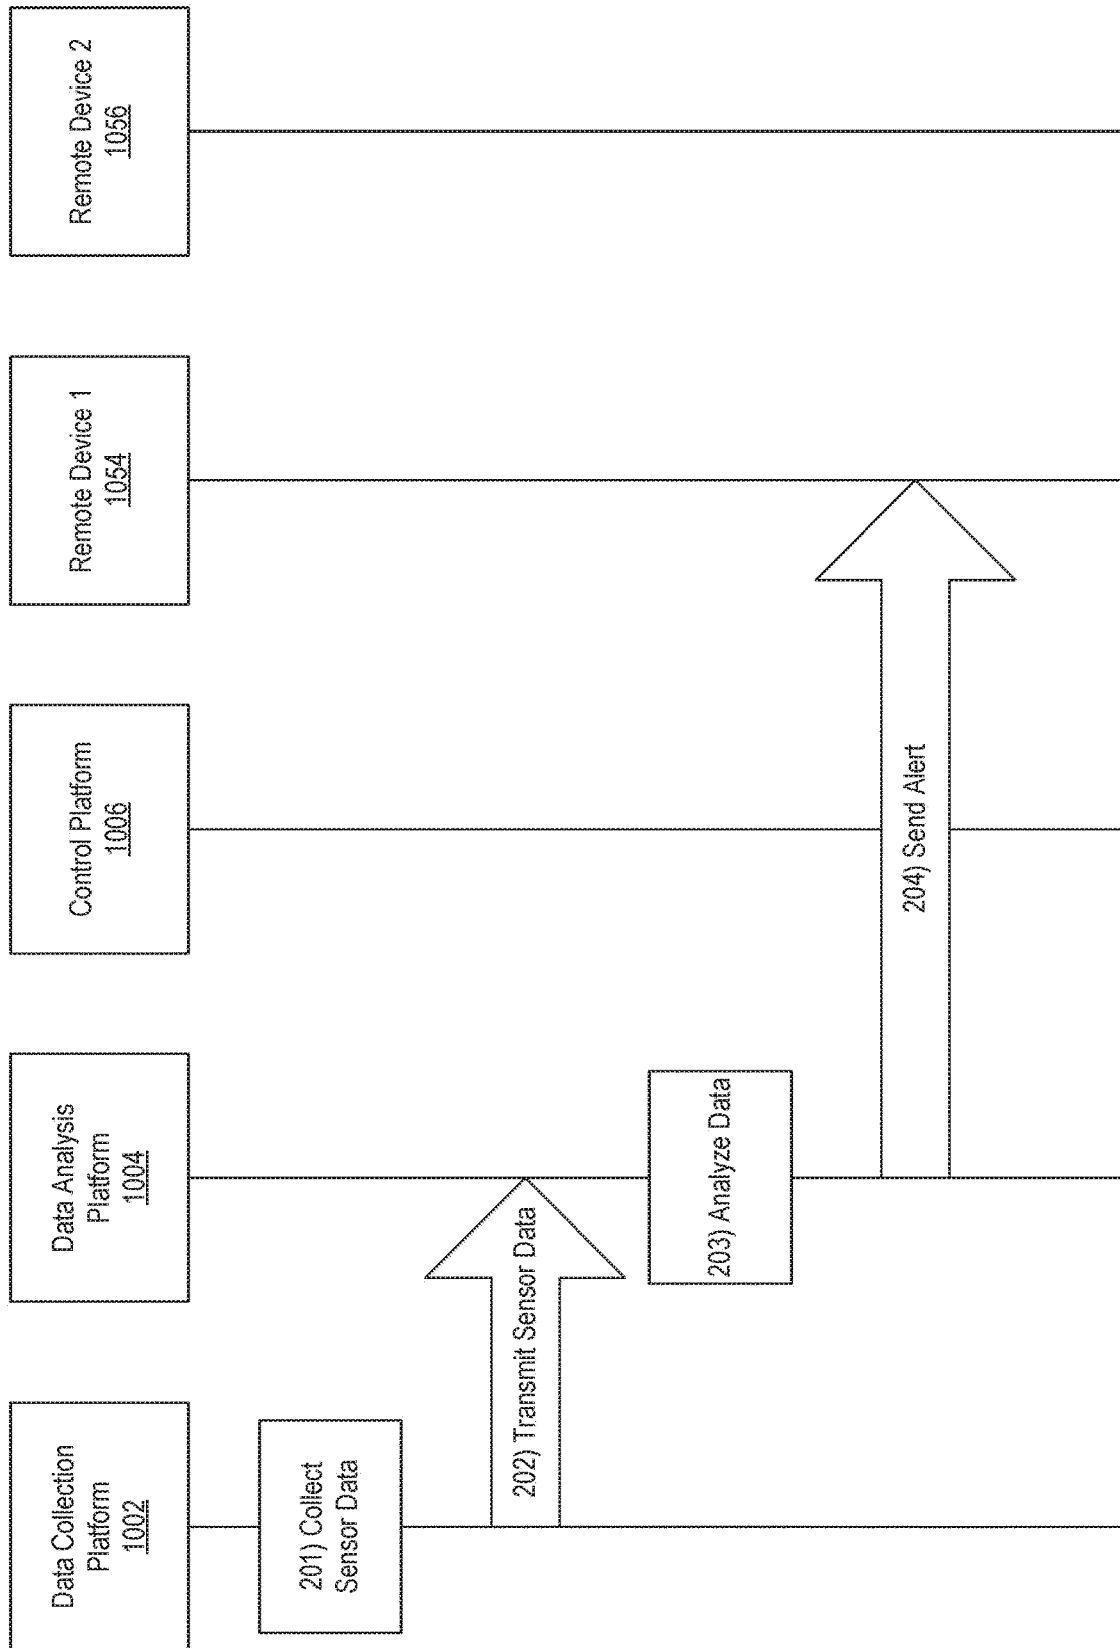 Data Collection
Platform
1002
Data Analysis
Platform
1004
Control Platform
1006
Remote Device 1
1054
Remote Device 2
1056
201) Collect
Sensor Data
202) Transmit Sensor Data
203) Analyze Data
204) Send Alert